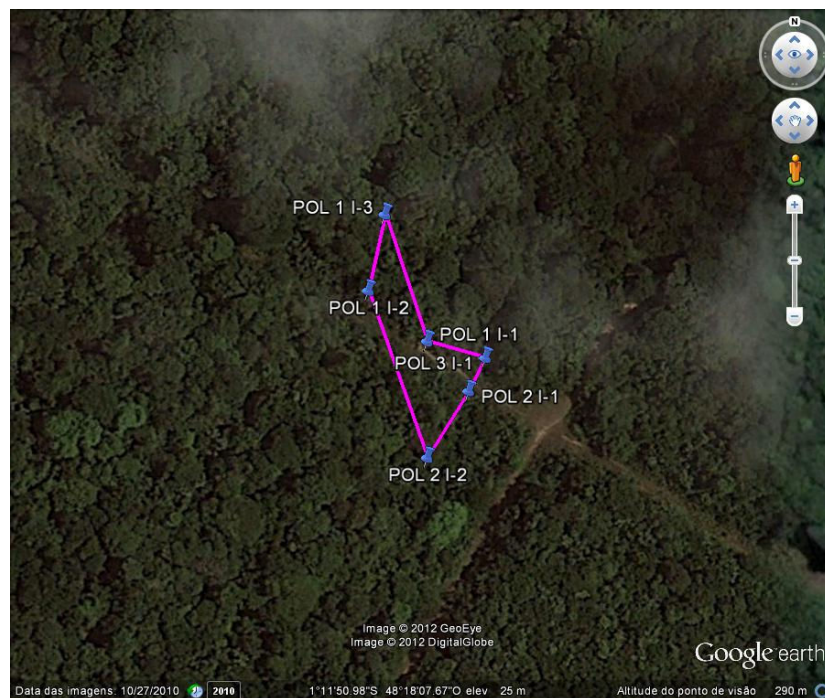 N
POL 1 I-3
POL 1 I-2
POL 1 I-1
POL 3 I-1
POL 2 I-1
POL 2 I-2
Image © 2012 GeoEye
Image © 2012 DigitalGlobe
Google earth
Data das imagens: 10/27/2010 2010 1°11'50.98"S 48°18'07.67"O elev 25 m Altitude do ponto de visão 290 m